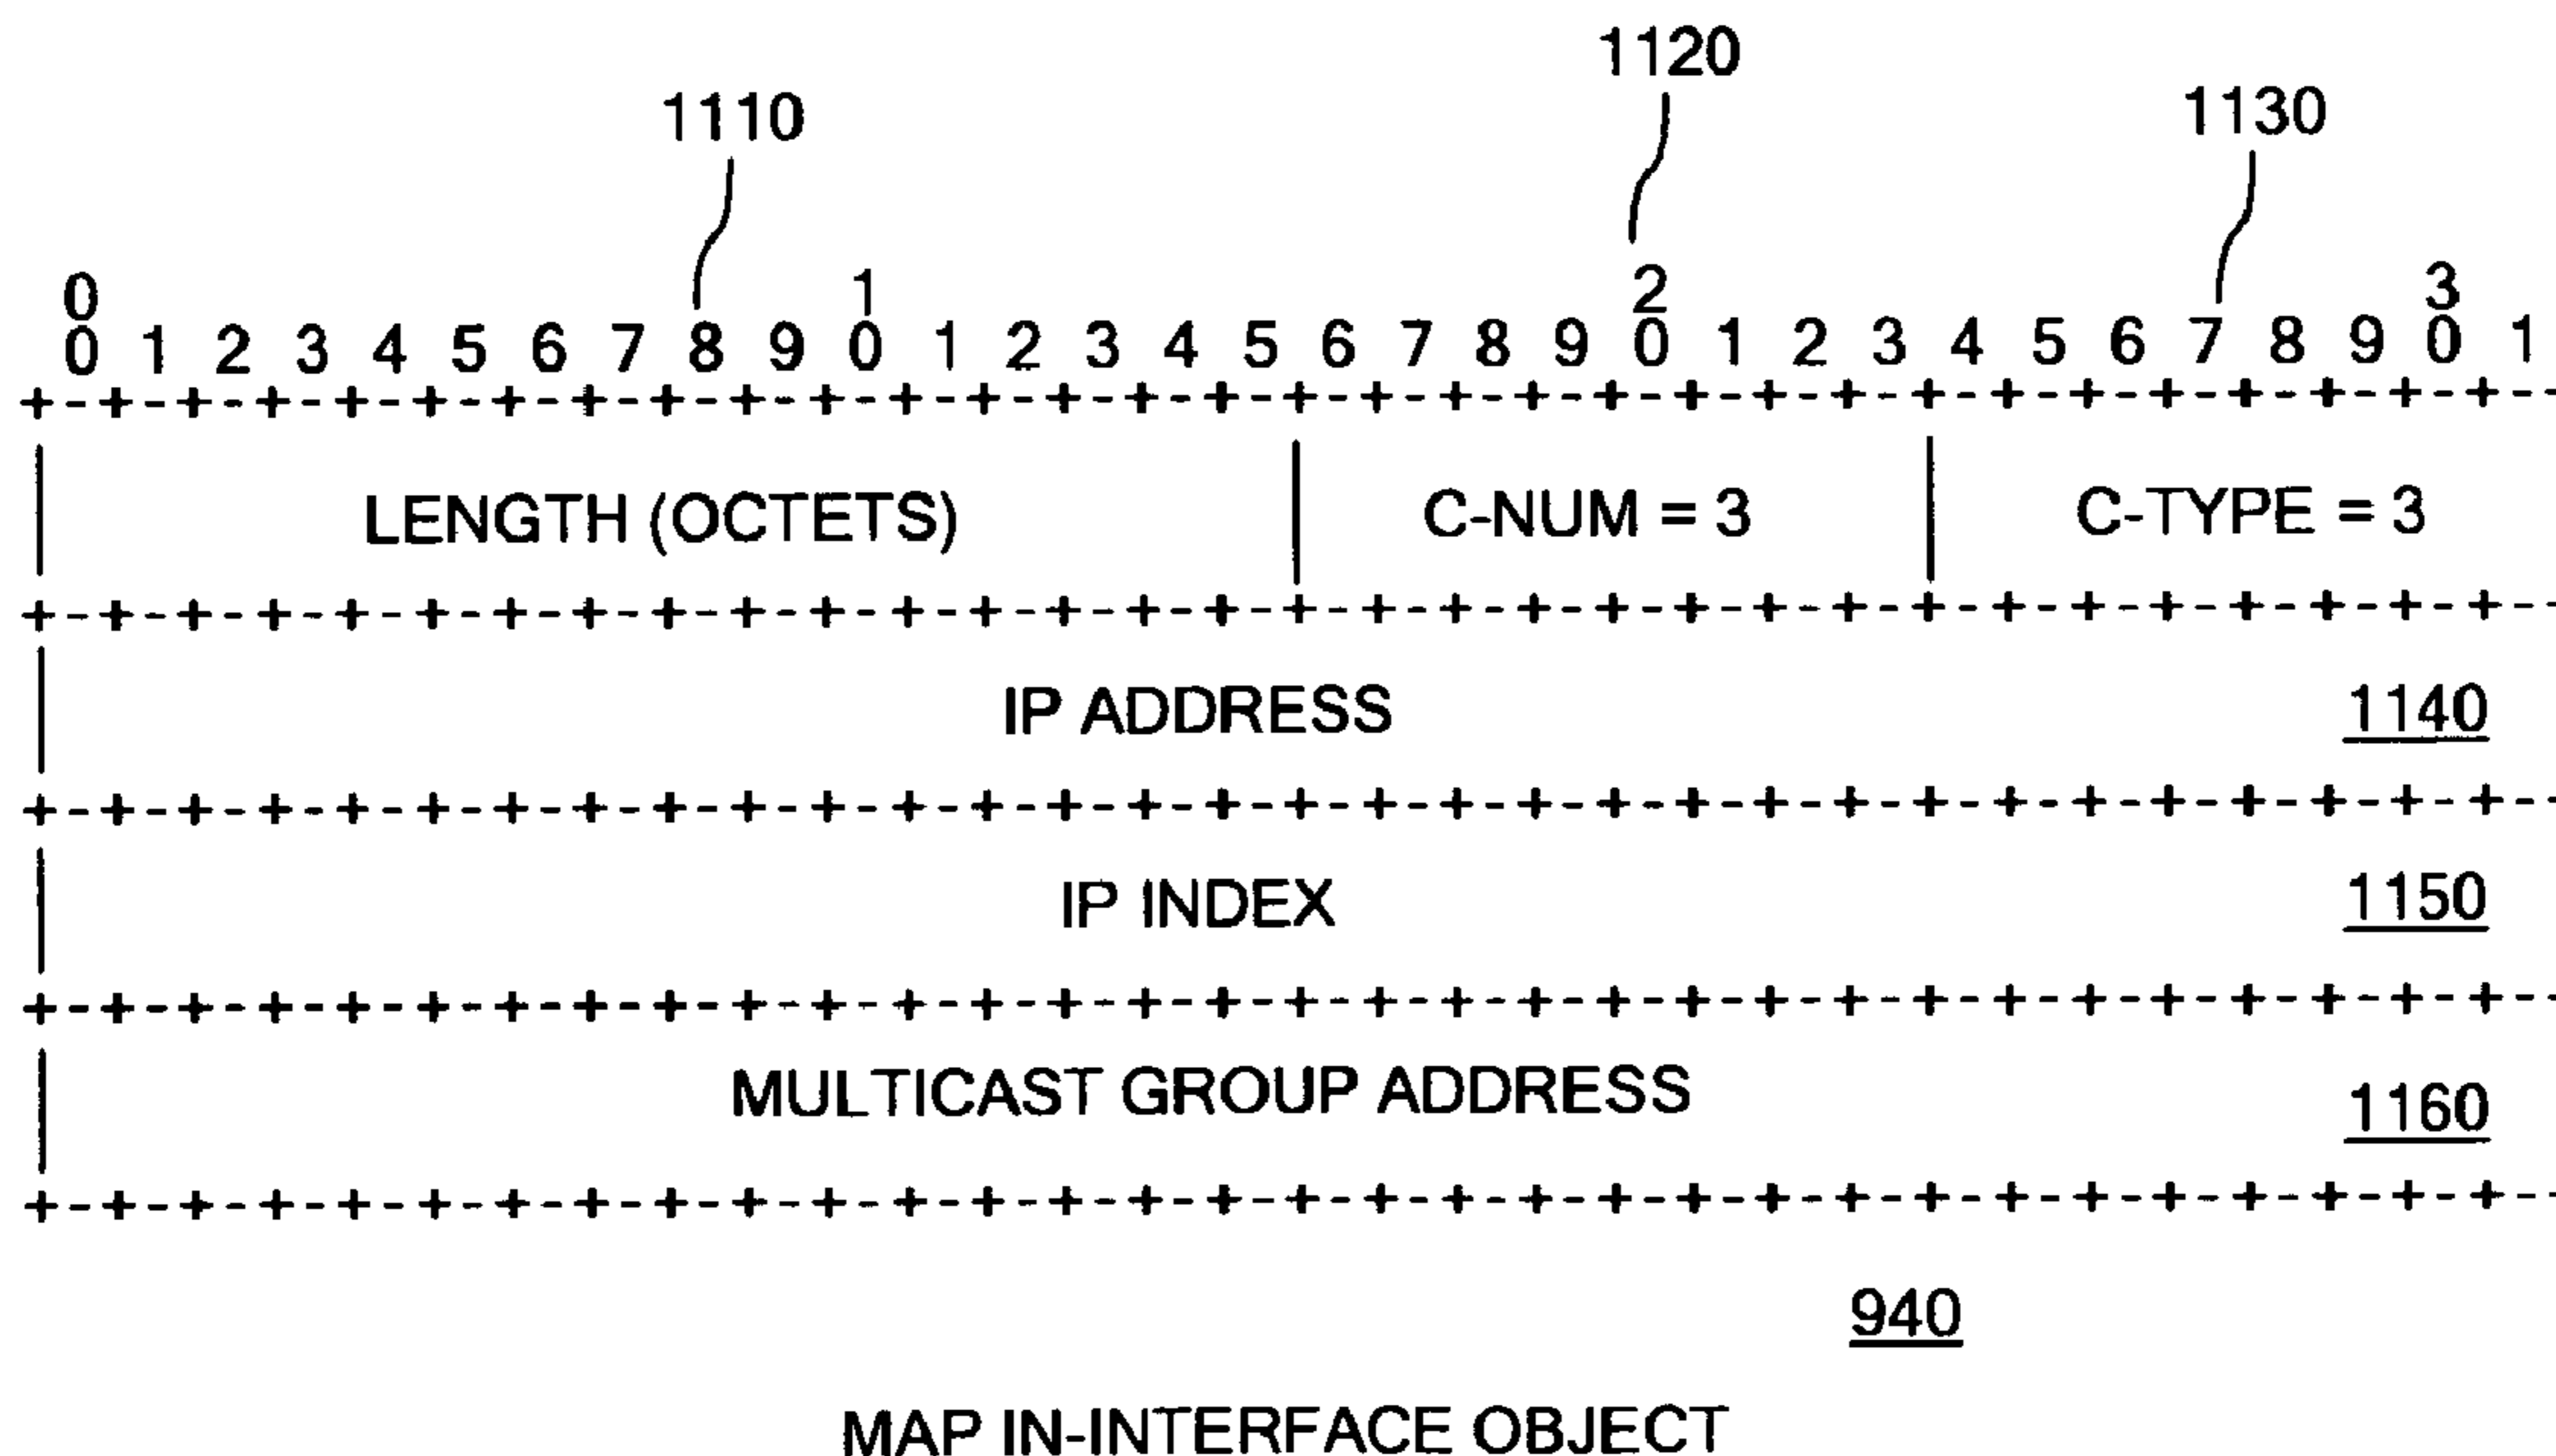 1120
1110 1130
0 1 2 3
0 1 2 3 4 5 6 7 8 9 0 1 2 3 4 5 6 7 8 9 0 1 2 3 4 5 6 7 8 9 0 1
+-+-+-+-+-+-+-+-+-+-+-+-+-+-+-+-+-+-+-+-+-+-+-+-+-+-+-+-+-+-+-+--
| LENGTH (OCTETS) | C-NUM = 3 | C-TYPE = 3
+-+-+-+-+-+-+-+-+-+-+-+-+-+-+-+-+-+-+-+-+-+-+-+-+-+-+-+-+-+-+-+--
| IP ADDRESS 1140
+-+-+-+-+-+-+-+-+-+-+-+-+-+-+-+-+-+-+-+-+-+-+-+-+-+-+-+-+-+-+-+--
| IP INDEX 1150
+-+-+-+-+-+-+-+-+-+-+-+-+-+-+-+-+-+-+-+-+-+-+-+-+-+-+-+-+-+-+-+--
| MULTICAST GROUP ADDRESS 1160
+-+-+-+-+-+-+-+-+-+-+-+-+-+-+-+-+-+-+-+-+-+-+-+-+-+-+-+-+-+-+-+--
940
MAP IN-INTERFACE OBJECT